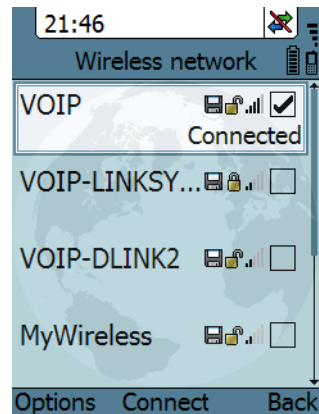 21:46
Wireless network
VOIP
Connected
VOIP-LINKSY...
VOIP-DLINK2
MyWireless
Options Connect Back